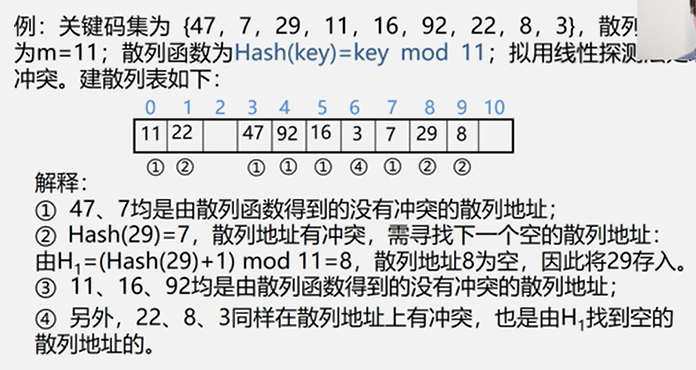 例：关键码集为 {47，7，29，11，16，92，22，8，3}，散列
为m=11；散列函数为Hash(key)=key mod 11；拟用线性探测
冲突。建散列表如下：
0 1 2 3 4 5 6 7 8 9 10
11 22 47 92 16 3 7 29 8
① ② ① ① ① ④ ① ② ②
解释：
① 47、7均是由散列函数得到的没有冲突的散列地址；
② Hash(29)=7，散列地址有冲突，需寻找下一个空的散列地址：
由H₁=(Hash(29)+1) mod 11=8，散列地址8为空，因此将29存入。
③ 11、16、92均是由散列函数得到的没有冲突的散列地址；
④ 另外，22、8、3同样在散列地址上有冲突，也是由H₁找到空的
散列地址的。